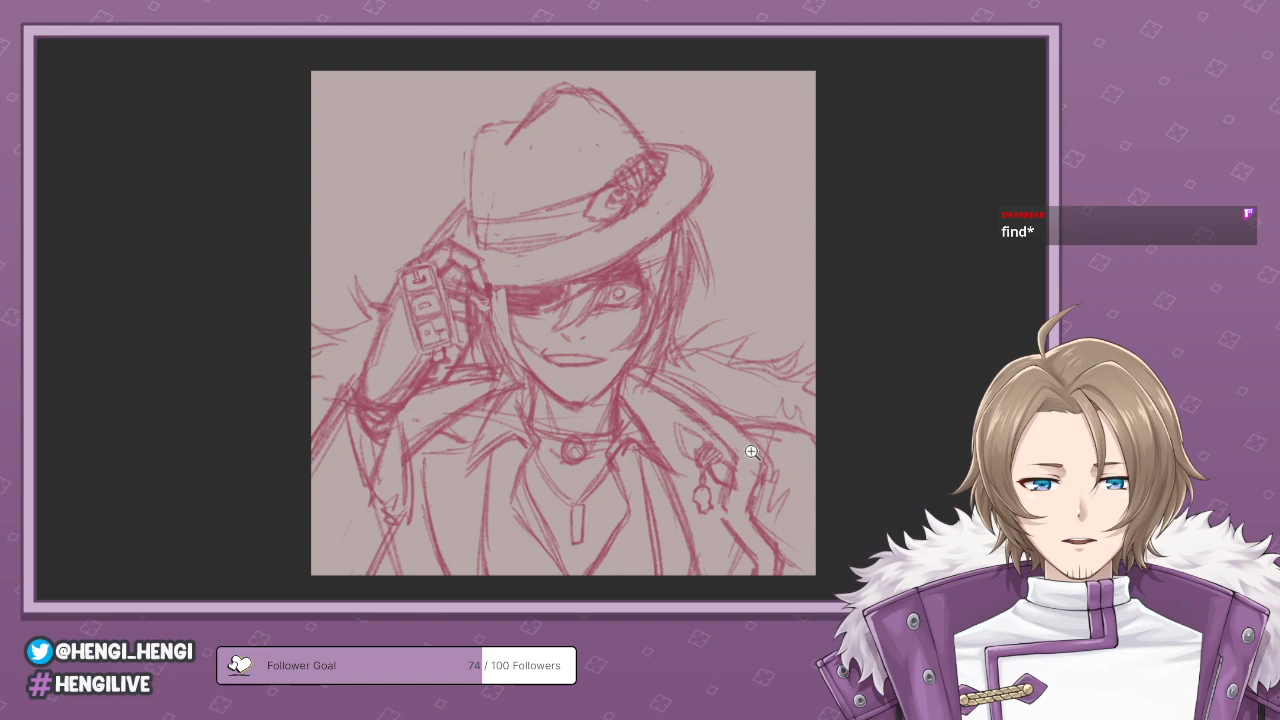 find*
@HENGI_HENGI
Follower Goal
74 / 100 Followers
# HENGILIVE